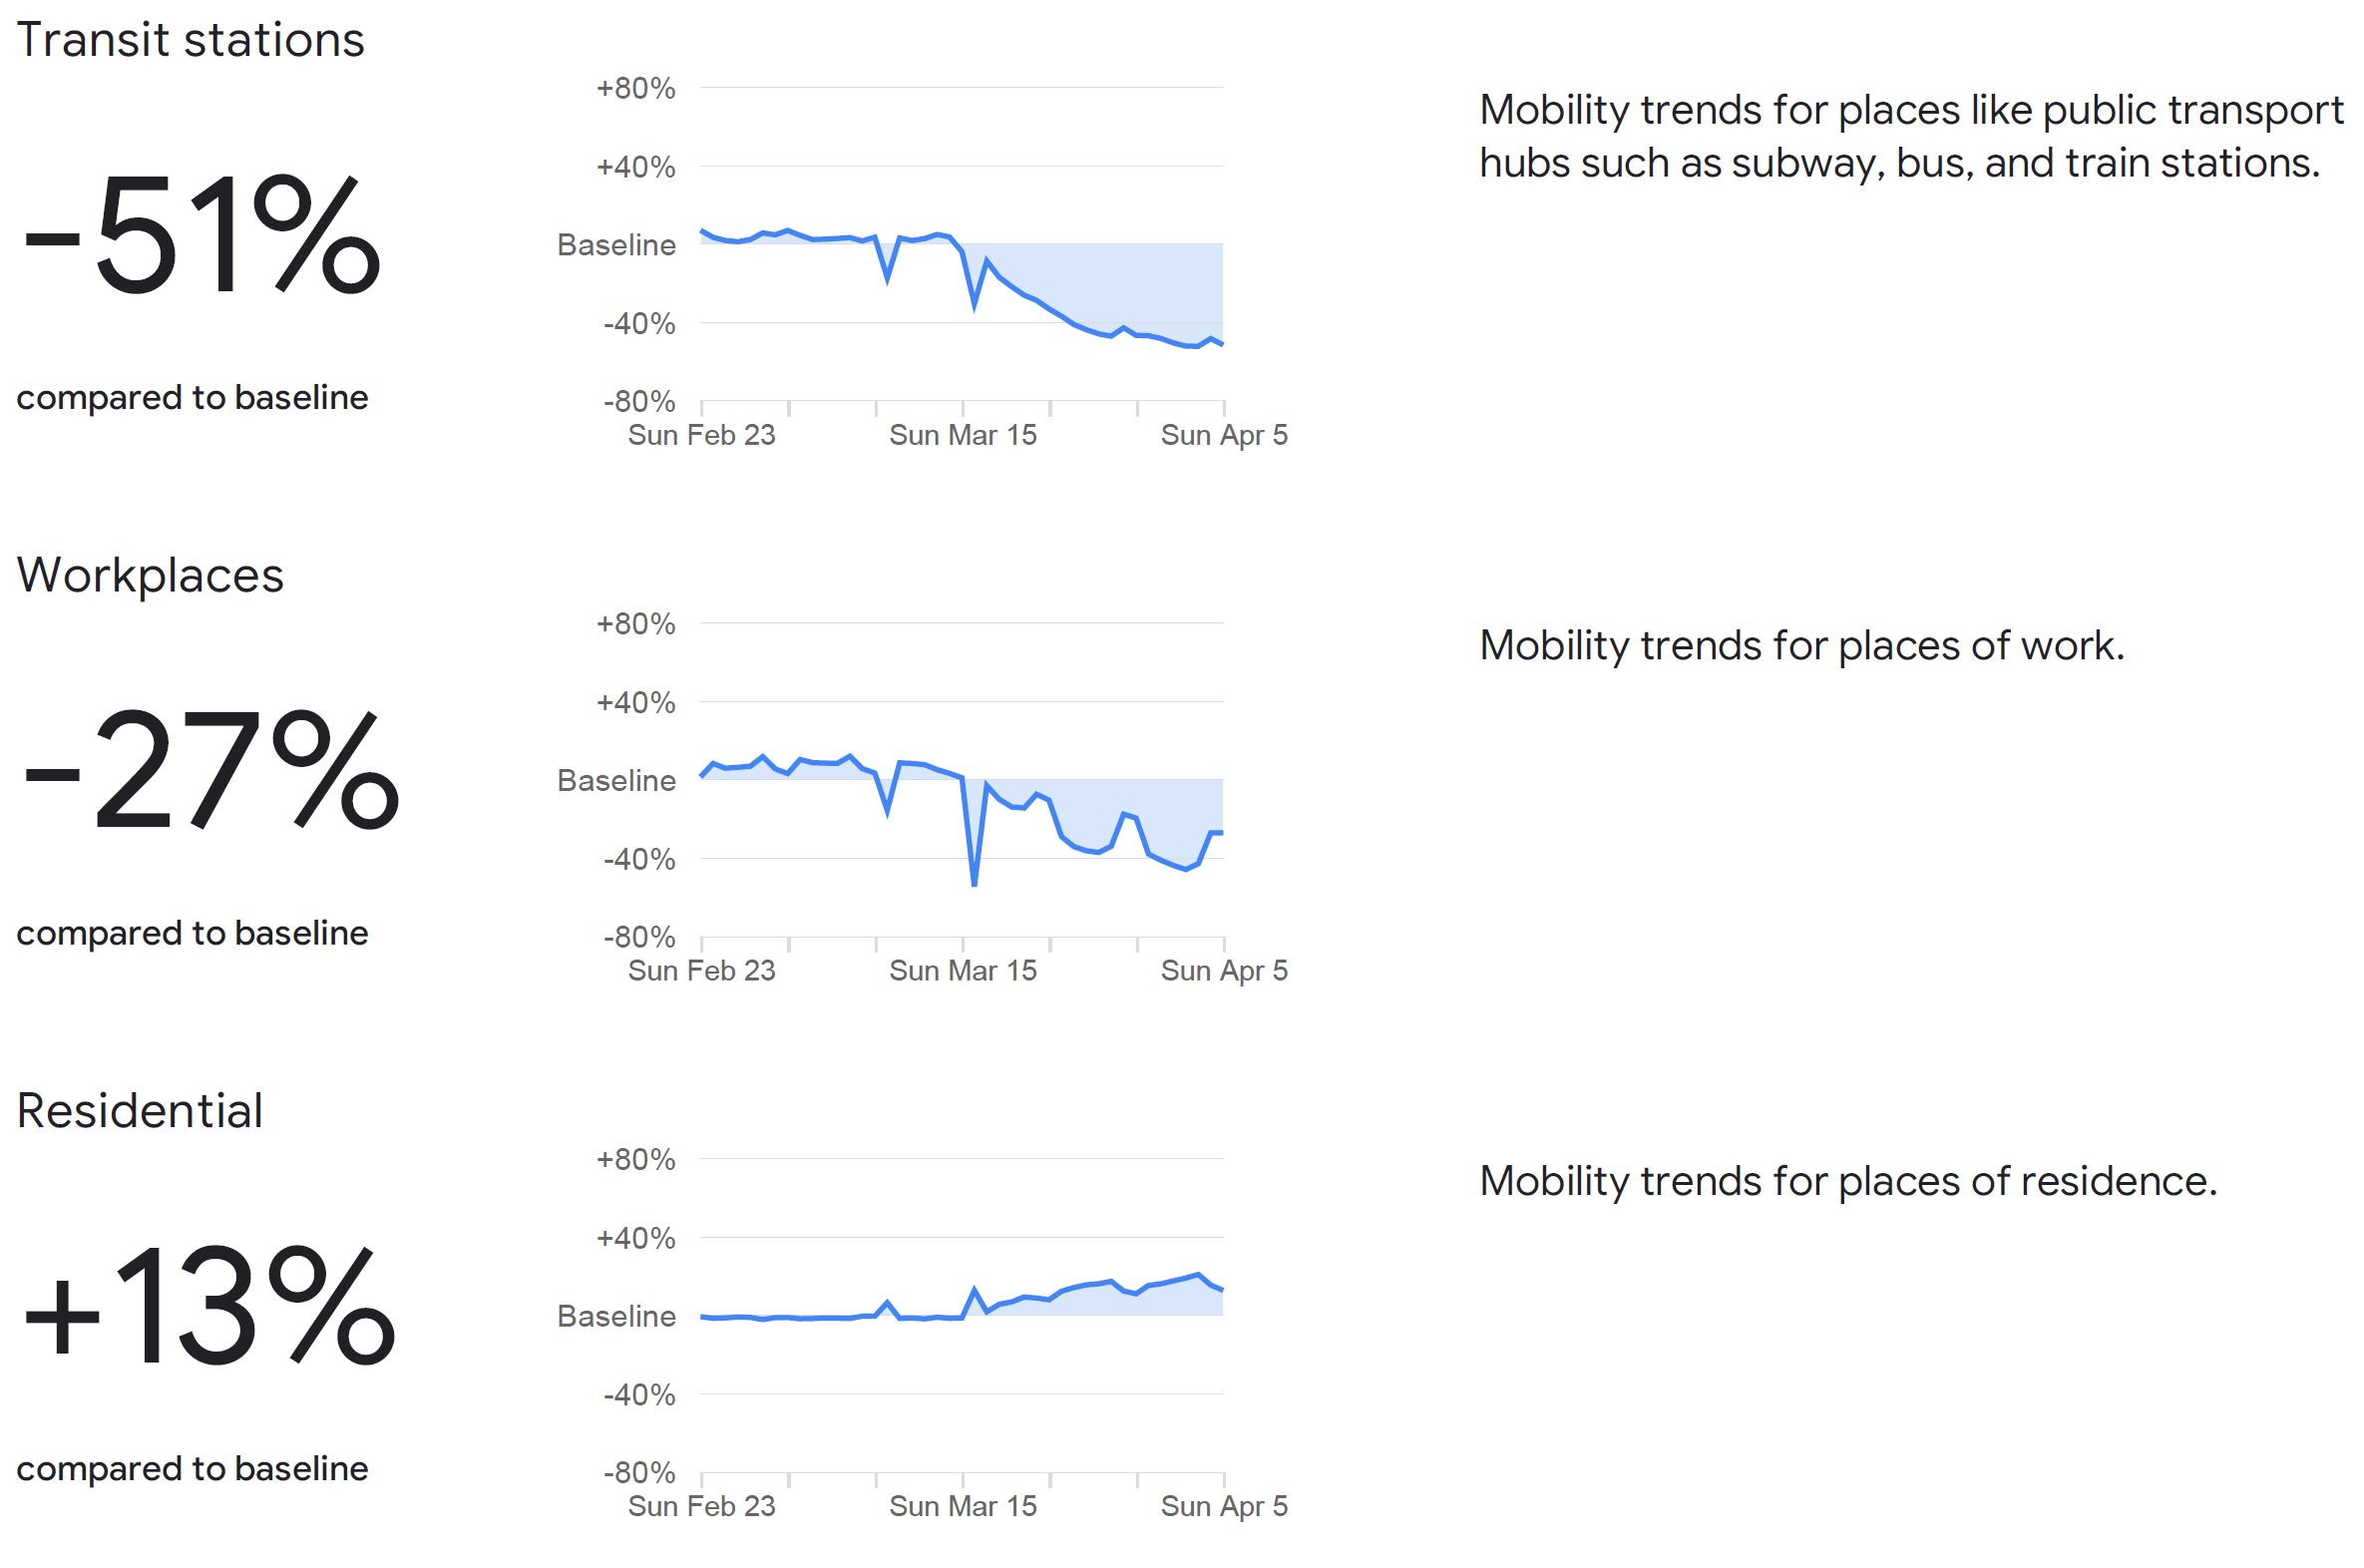 Transit stations
-51%
compared to baseline
+80%
+40%
Baseline
-40%
-80%
Sun Feb 23 Sun Mar 15 Sun Apr 5
Mobility trends for places like public transport
hubs such as subway, bus, and train stations.
Workplaces
-27%
compared to baseline
+80%
+40%
Baseline
-40%
-80%
Sun Feb 23 Sun Mar 15 Sun Apr 5
Mobility trends for places of work.
Residential
+13%
compared to baseline
+80%
+40%
Baseline
-40%
-80%
Sun Feb 23 Sun Mar 15 Sun Apr 5
Mobility trends for places of residence.